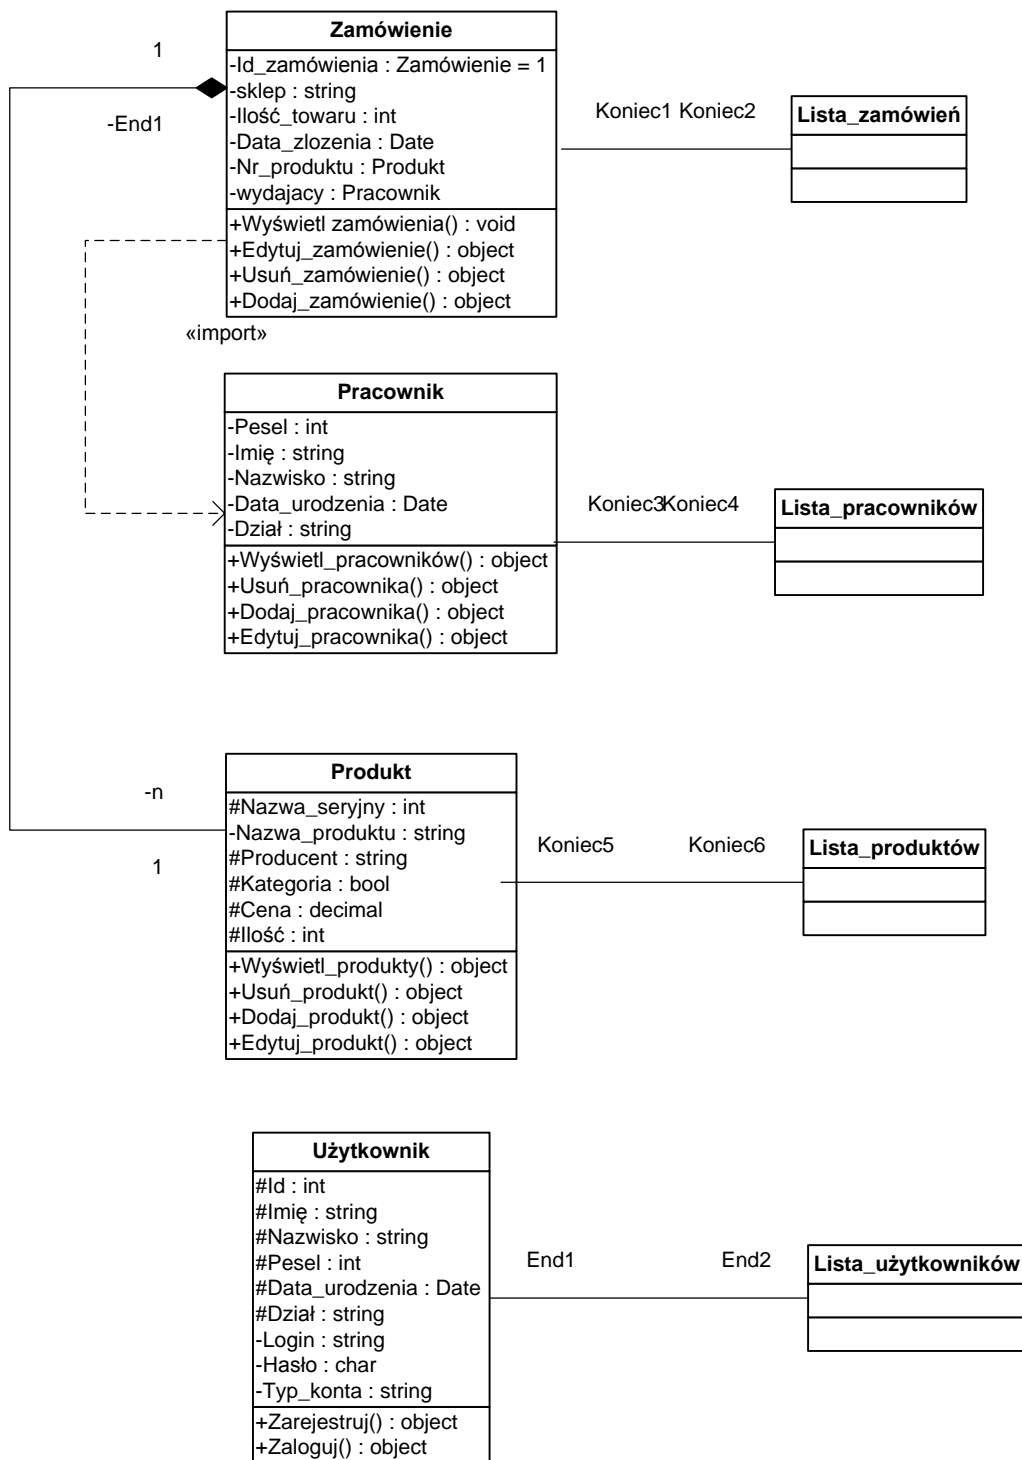 Zamówienie
-Id_zamówienia : Zamówienie = 1
-sklep : string
-Ilość_towaru : int
-Data_zlozenia : Date
-Nr_produktu : Produkt
-wydajacy : Pracownik
+Wyświetl zamówienia() : void
+Edytuj_zamówienie() : object
+Usuń_zamówienie() : object
+Dodaj_zamówienie() : object
1
-End1
Koniec1 Koniec2
Lista_zamówień
«import»
Pracownik
-Pesel : int
-Imię : string
-Nazwisko : string
-Data_urodzenia : Date
-Dział : string
+Wyświetl_pracowników() : object
+Usuń_pracownika() : object
+Dodaj_pracownika() : object
+Edytuj_pracownika() : object
Koniec3 Koniec4
Lista_pracowników
-n
1
Produkt
#Nazwa_seryjny : int
-Nazwa_produktu : string
#Producent : string
#Kategoria : bool
#Cena : decimal
#Ilość : int
+Wyświetl_produkty() : object
+Usuń_produkt() : object
+Dodaj_produkt() : object
+Edytuj_produkt() : object
Koniec5 Koniec6
Lista_produktów
Użytkownik
#Id : int
#Imię : string
#Nazwisko : string
#Pesel : int
#Data_urodzenia : Date
#Dział : string
-Login : string
-Hasło : char
-Typ_konta : string
+Zarejestruj() : object
+Zaloguj() : object
End1 End2
Lista_użytkowników